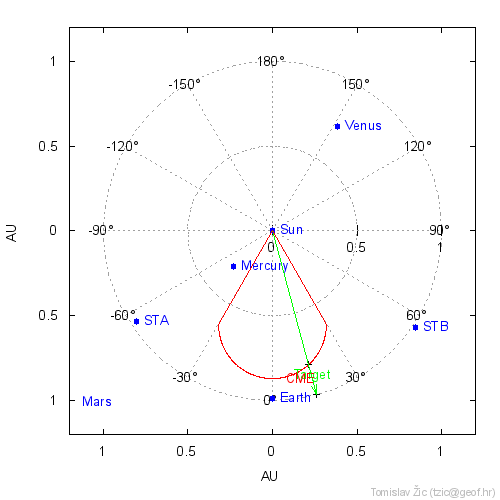 1
180°
-150°
150°
Venus
0.5
-120°
120°
AU
0
-90°
Sun
0
0.5
90°
1
Mercury
0.5
-60°
STA
60°
STB
-30°
CME
Target
30°
1
Mars
0°
Earth
1
0.5
0
0.5
1
AU
Tomislav Žic (tzic@geof.hr)